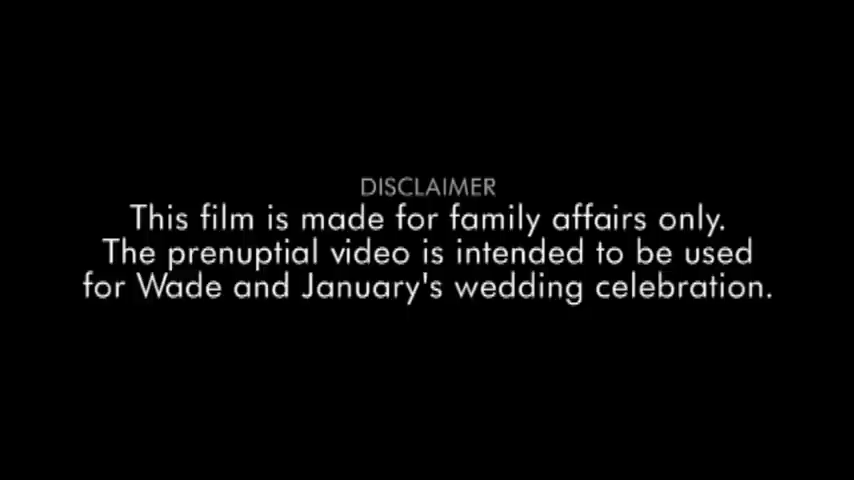 DISCLAIMER
This film is made for family affairs only.
The prenuptial video is intended to be used
for Wade and January's wedding celebration.